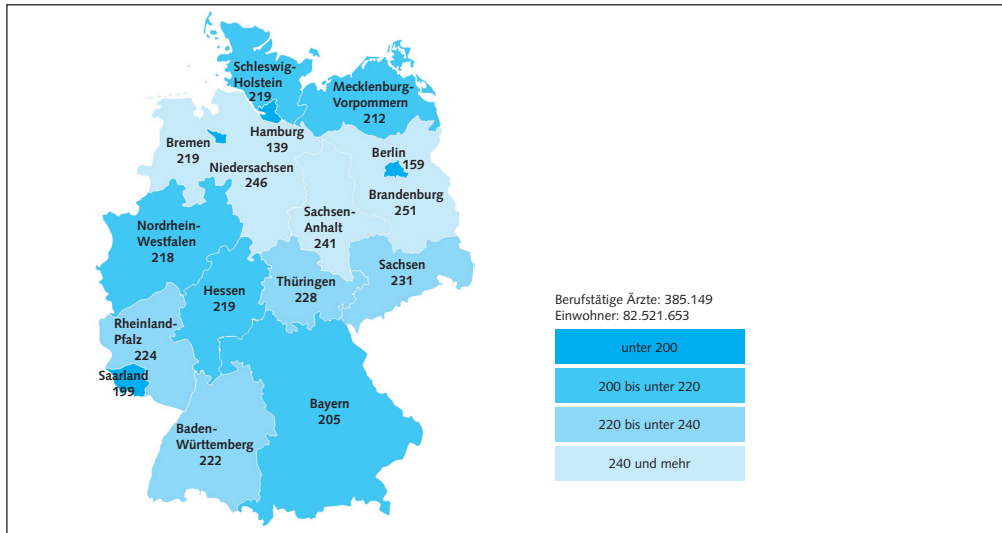 Schleswig-
Holstein
219
Mecklenburg-
Vorpommern
212
Hamburg
139
Bremen
219
Niedersachsen
246
Berlin
159
Brandenburg
251
Sachsen-
Anhalt
241
Nordrhein-
Westfalen
218
Sachsen
231
Thüringen
228
Hessen
219
Rheinland-
Pfalz
224
Saarland
199
Bayern
205
Baden-
Württemberg
222
Berufstätige Ärzte: 385.149
Einwohner: 82.521.653
unter 200
200 bis unter 220
220 bis unter 240
240 und mehr